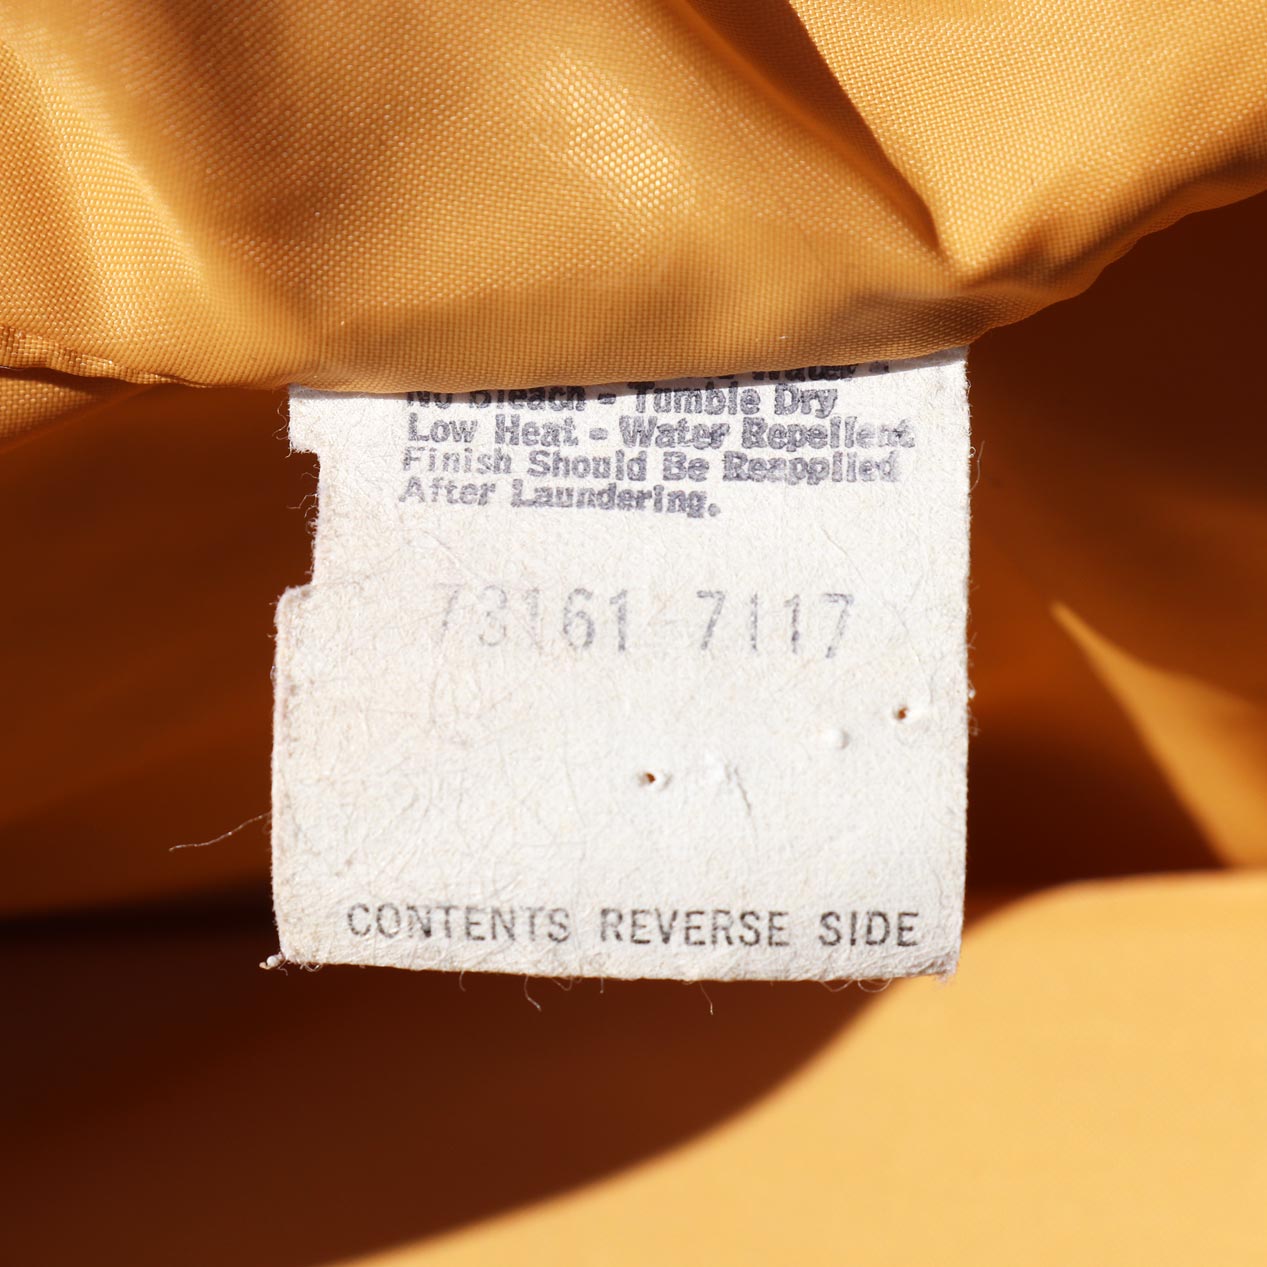 Water -
No Bleach - Tumble Dry
Low Heat - Water Repellent
Finish Should Be Reapplied
After Laundering.
73161-7117
CONTENTS REVERSE SIDE